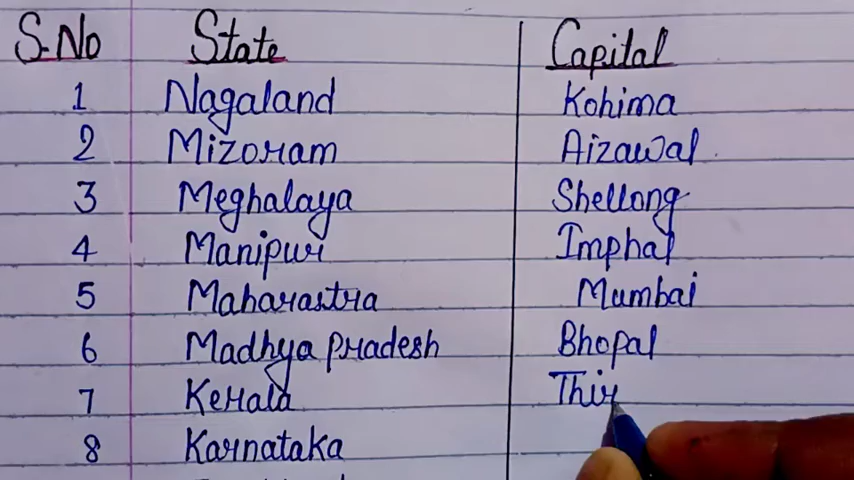 S.No State Capital
1 Nagaland Kohima
2 Mizoram Aizawal
3 Meghalaya Shellong
4 Manipur Imphal
5 Maharastra Mumbai
6 Madhya pradesh Bhopal
7 Kerala Thir
8 Karnataka